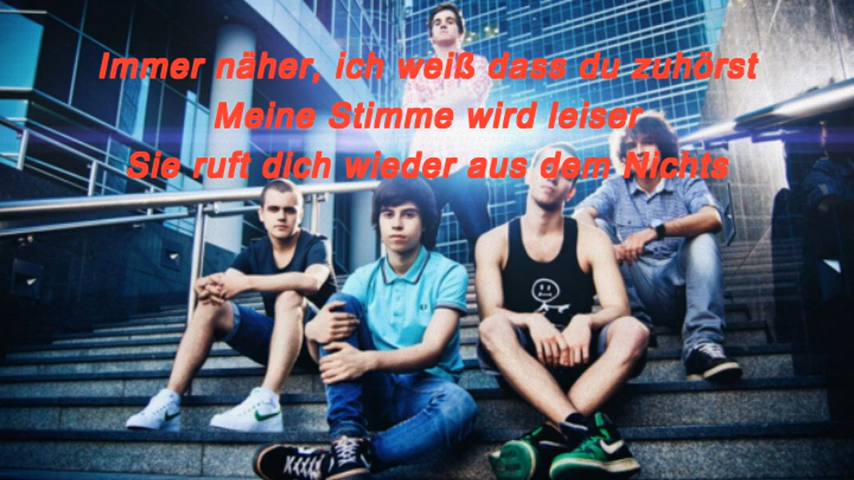 Immer näher, ich weiß dass du zuhörst
Meine Stimme wird leiser
Sie ruft dich wieder aus dem Nichts